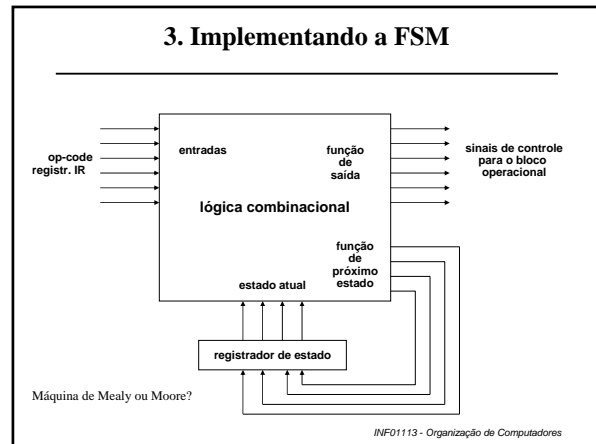 3. Implementando a FSM
op-code
registr. IR
entradas
função
de
saída
sinais de controle
para o bloco
operacional
lógica combinacional
função
de
próximo
estado
estado atual
registrador de estado
Máquina de Mealy ou Moore?
INF01113 - Organização de Computadores